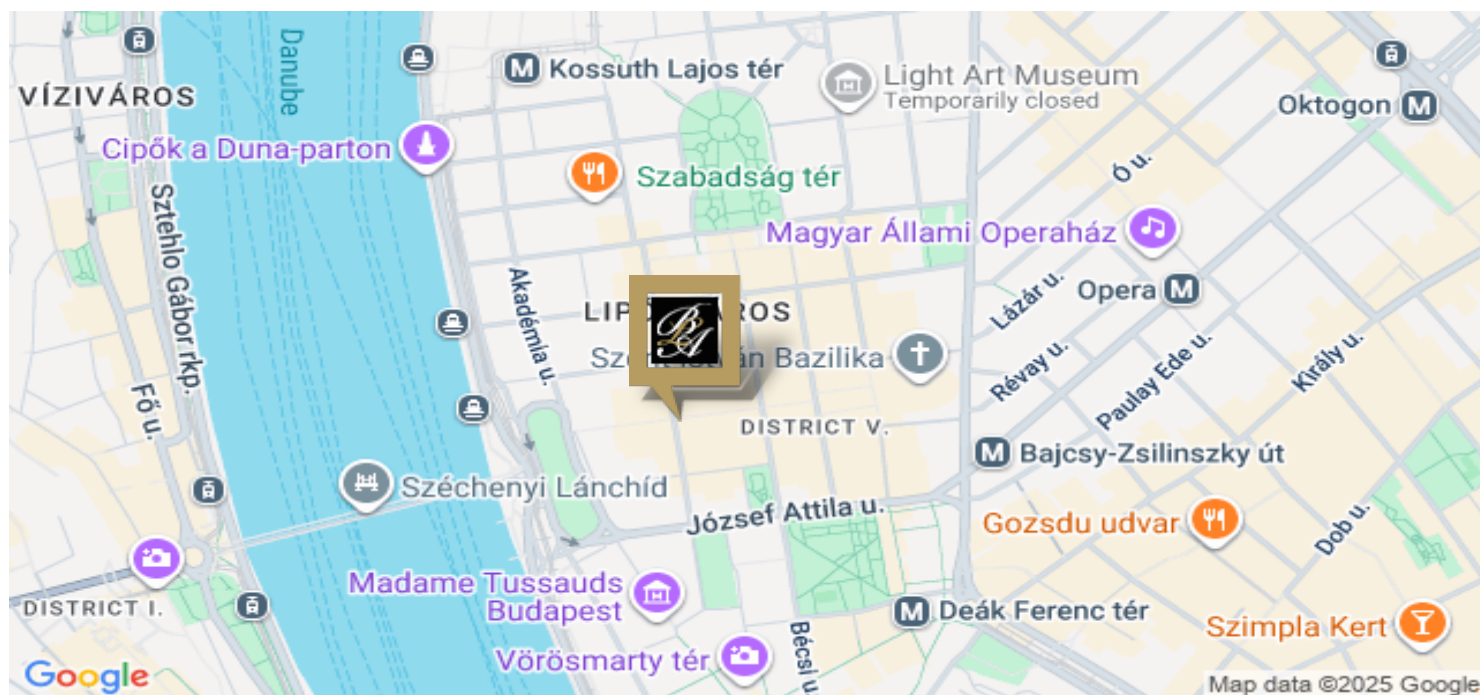 Danube
Kossuth Lajos tér
Light Art Museum
Temporarily closed
VÍZIVÁROS
Oktogon
Cipők a Duna-parton
Ó u.
Szabadság tér
Sztehlo Gábor rkp.
Magyar Állami Operaház
Akadémia u.
Lázár u.
Opera
Szent István Bazilika
Révay u.
Paulay Ede u.
Király u.
Fő u.
DISTRICT V.
Bajcsy-Zsilinszky út
Széchenyi Lánchíd
József Attila u.
Gozsdu udvar
Dob u.
Madame Tussauds
Budapest
DISTRICT I.
Deák Ferenc tér
Szimpla Kert
Vörösmarty tér
Bécsi u
Google
Map data ©2025 Google